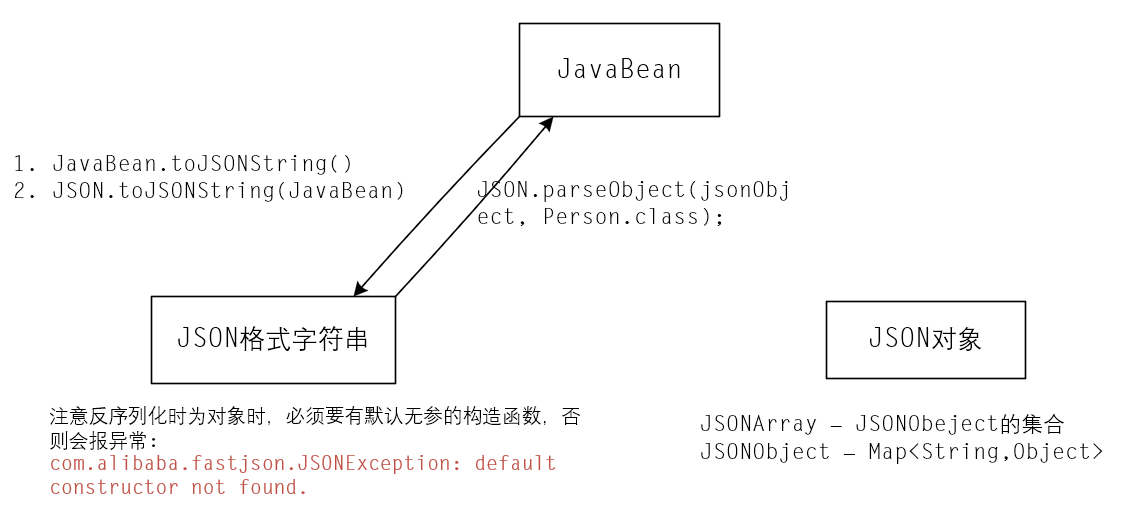 JavaBean
1. JavaBean.toJSONString()
2. JSON.toJSONString(JavaBean)
JSON.parseObject(jsonObj
ect, Person.class);
JSON格式字符串
JSON对象
注意反序列化时为对象时，必须要有默认无参的构造函数，否
则会报异常：
com.alibaba.fastjson.JSONException: default
constructor not found.
JSONArray – JSONObeject的集合
JSONObject – Map<String,Object>